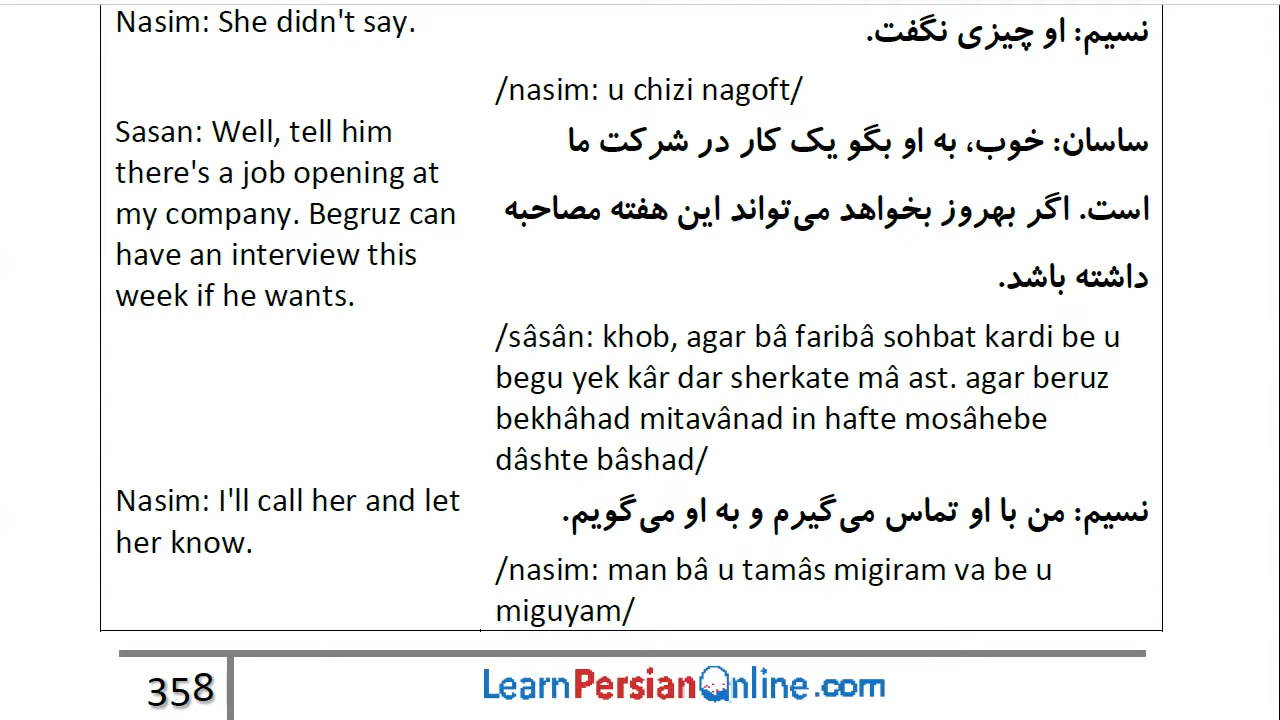 Nasim: She didn't say.
نسیم: او چیزی نگفت.
/nasim: u chizi nagoft/
Sasan: Well, tell him
there's a job opening at
my company. Begruz can
have an interview this
week if he wants.
ساسان: خوب، به او بگو یک کار در شرکت ما
است. اگر بهروز بخواهد می‌تواند این هفته مصاحبه
داشته باشد.
/sâsân: khob, agar bâ faribâ sohbat kardi be u
begu yek kâr dar sherkate mâ ast. agar beruz
bekhâhad mitavânad in hafte mosâhebe
dâshte bâshad/
Nasim: I'll call her and let
her know.
نسیم: من با او تماس می‌گیرم و به او می‌گویم.
/nasim: man bâ u tamâs migiram va be u
miguyam/
358
LearnPersianOnline.com